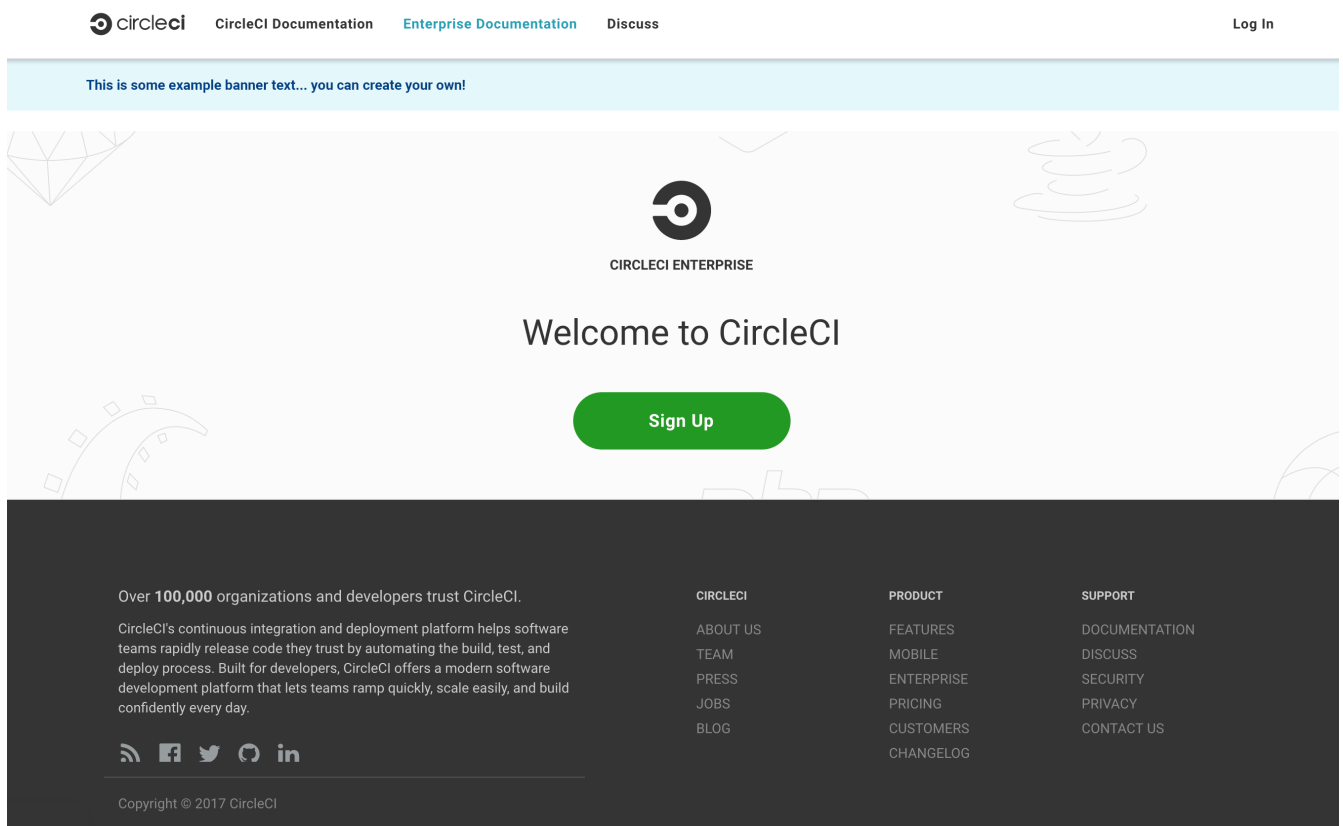 circleci CircleCI Documentation Enterprise Documentation Discuss Log In
This is some example banner text... you can create your own!
CIRCLECI ENTERPRISE
Welcome to CircleCI
Sign Up
php
Over 100,000 organizations and developers trust CircleCI.
CircleCI's continuous integration and deployment platform helps software
teams rapidly release code they trust by automating the build, test, and
deploy process. Built for developers, CircleCI offers a modern software
development platform that lets teams ramp quickly, scale easily, and build
confidently every day.
in
Copyright © 2017 CircleCI
CIRCLECI
ABOUT US
TEAM
PRESS
JOBS
BLOG
PRODUCT
FEATURES
MOBILE
ENTERPRISE
PRICING
CUSTOMERS
CHANGELOG
SUPPORT
DOCUMENTATION
DISCUSS
SECURITY
PRIVACY
CONTACT US